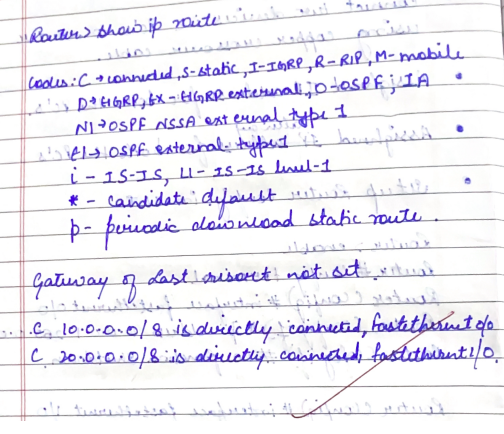 Router> show ip route
Codes: C → connected, S-static, I-IGRP, R-RIP, M-mobile
D → EIGRP, EX - EIGRP external, O-OSPF, IA
N1 → OSPF NSSA external type 1
E1 → OSPF external type 1
i - IS-IS, L1 - IS-IS level-1
* - candidate default
P - periodic download static route.
Gateway of last resort not set.
C 10.0.0.0/8 is directly connected, fastethernet 0/0
C 20.0.0.0/8 is directly connected, fastethernet 1/0.